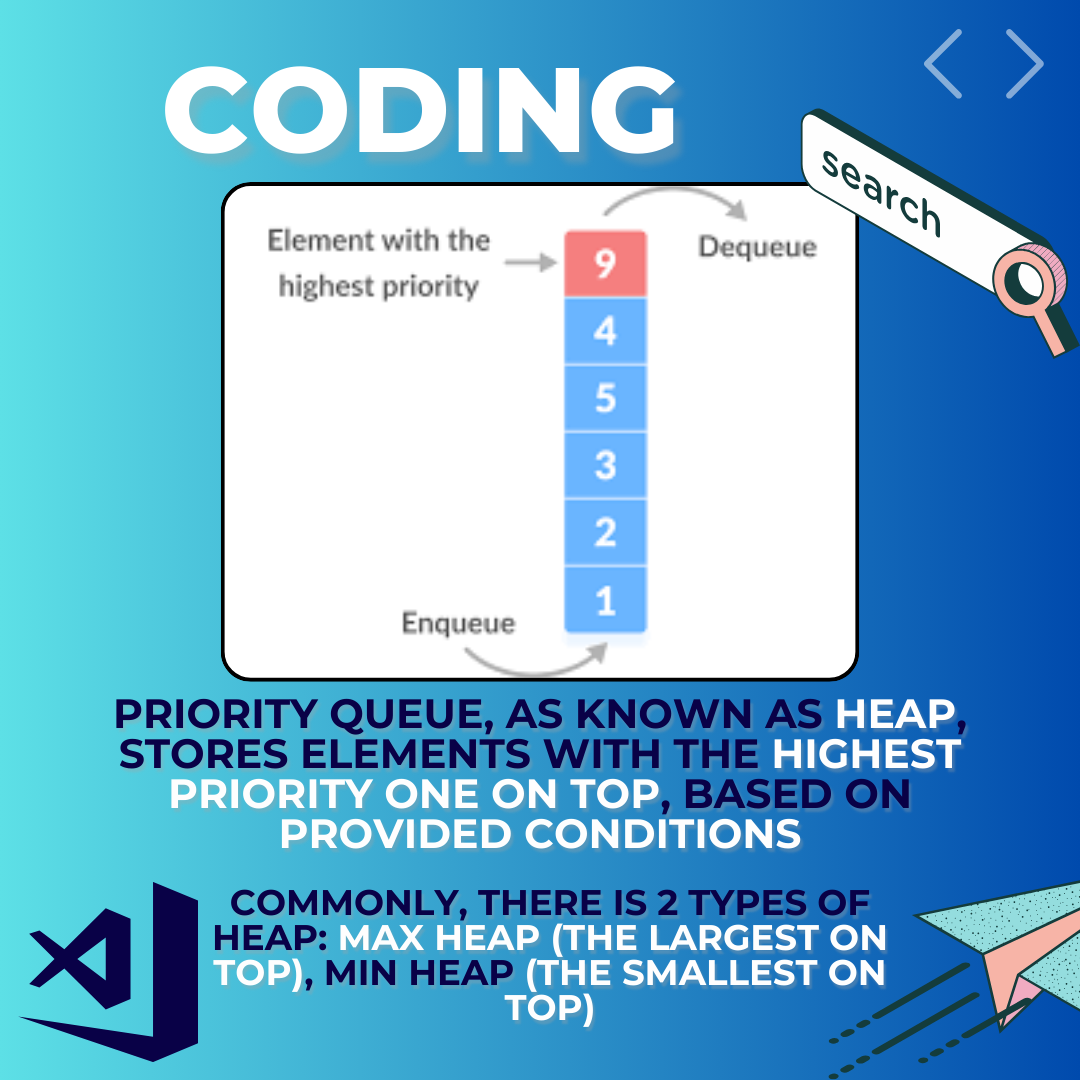 CODING
search
Element with the
highest priority
Dequeue
9
4
5
3
2
1
Enqueue
PRIORITY QUEUE, AS KNOWN AS HEAP,
STORES ELEMENTS WITH THE HIGHEST
PRIORITY ONE ON TOP, BASED ON
PROVIDED CONDITIONS
COMMONLY, THERE IS 2 TYPES OF
HEAP: MAX HEAP (THE LARGEST ON
TOP), MIN HEAP (THE SMALLEST ON
TOP)